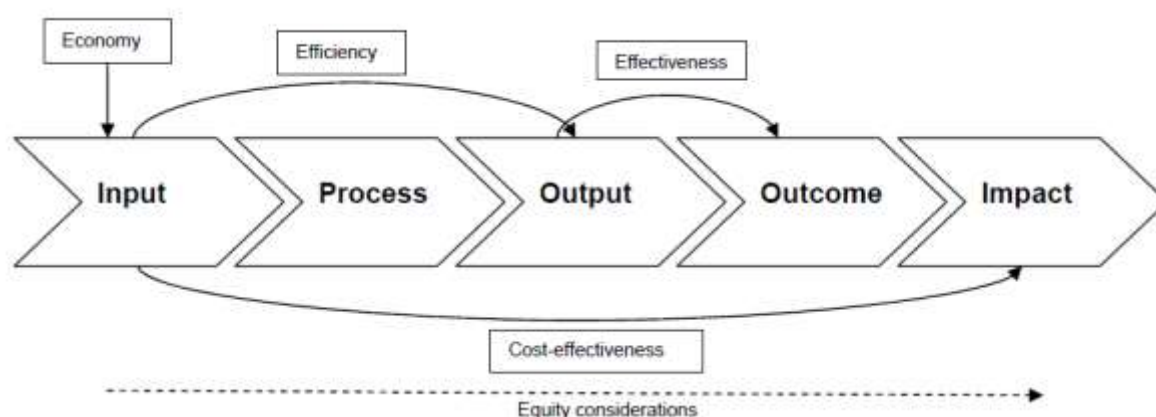 Economy
Efficiency
Effectiveness
Input
Process
Output
Outcome
Impact
Cost-effectiveness
Equity considerations